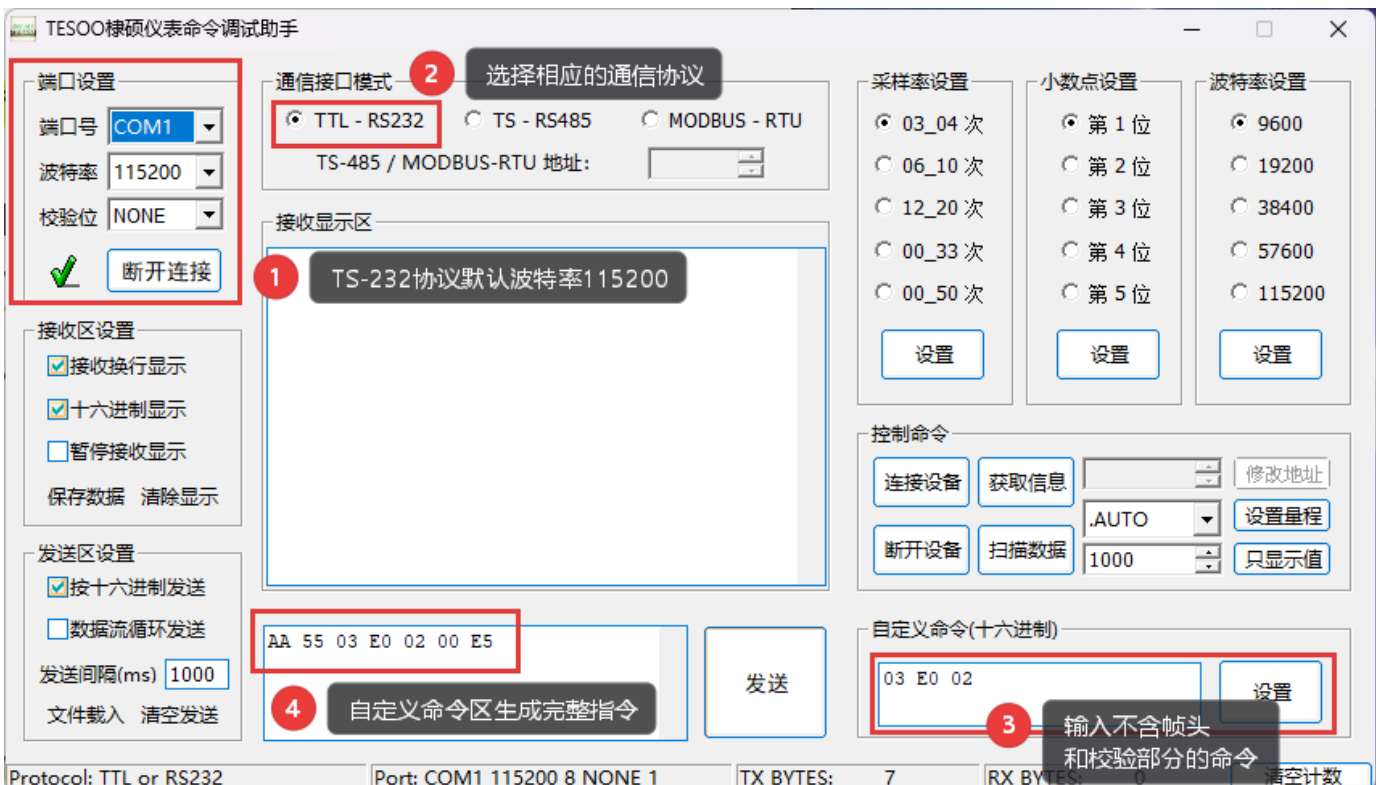 TESOO棣硕仪表命令调试助手
端口设置
端口号 COM1
波特率 115200
校验位 NONE
断开连接
接收区设置
接收换行显示
十六进制显示
暂停接收显示
保存数据 清除显示
发送区设置
按十六进制发送
数据流循环发送
发送间隔(ms) 1000
文件载入 清空发送
通信接口模式
2 选择相应的通信协议
TTL - RS232 TS - RS485 MODBUS - RTU
TS-485 / MODBUS-RTU 地址:
接收显示区
1 TS-232协议默认波特率115200
AA 55 03 E0 02 00 E5
4 自定义命令区生成完整指令
发送
采样率设置
03_04 次
06_10 次
12_20 次
00_33 次
00_50 次
设置
小数点设置
第 1 位
第 2 位
第 3 位
第 4 位
第 5 位
设置
波特率设置
9600
19200
38400
57600
115200
设置
控制命令
连接设备 获取信息 修改地址
.AUTO 设置量程
断开设备 扫描数据 1000 只显示值
自定义命令(十六进制)
03 E0 02
设置
3 输入不含帧头
和校验部分的命令
Protocol: TTL or RS232 Port: COM1 115200 8 NONE 1 TX BYTES: 7 RX BYTES: 0 清空计数